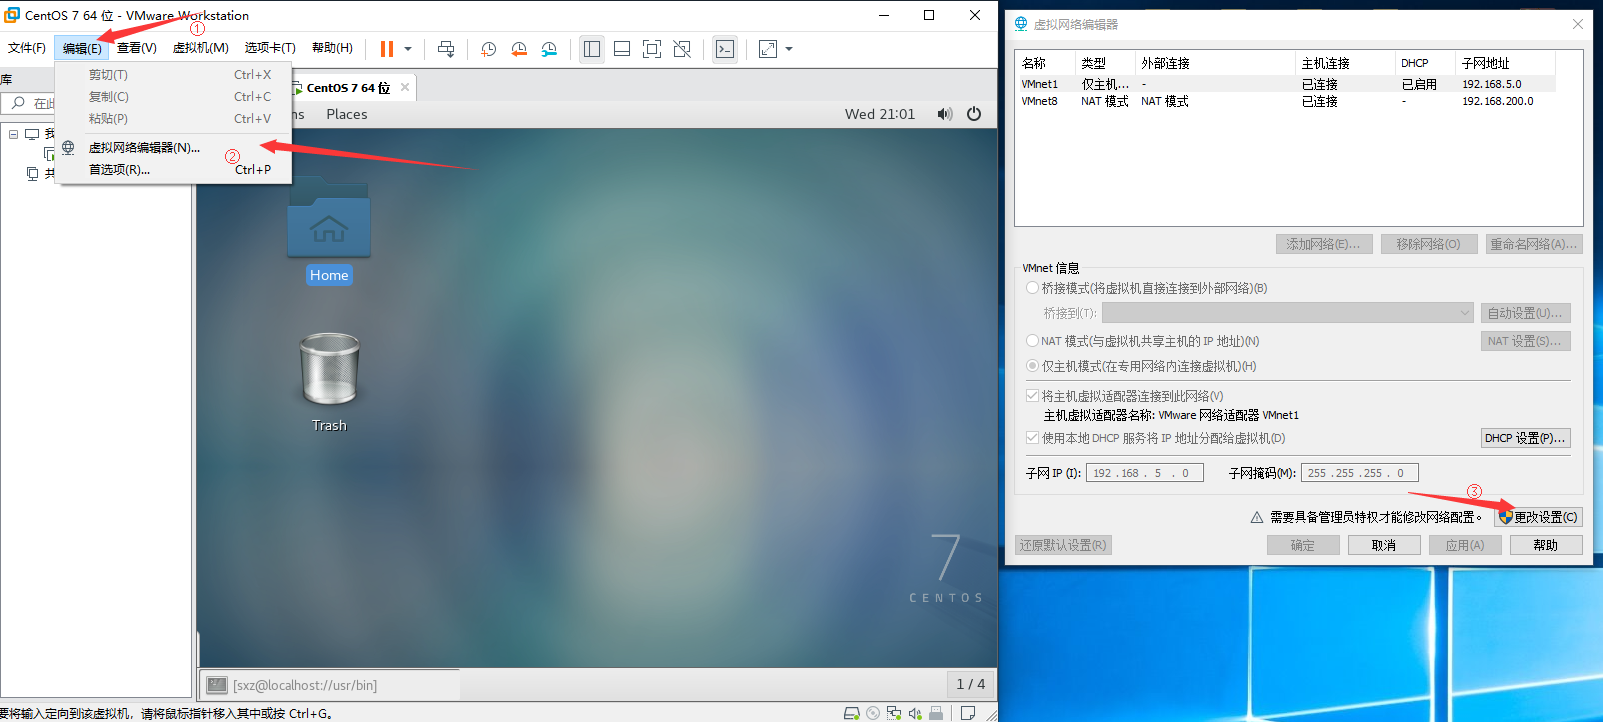 CentOS 7 64 位 - VMware Workstation
①
文件(F) 编辑(E) 查看(V) 虚拟机(M) 选项卡(T) 帮助(H)
库
剪切(T) Ctrl+X
复制(C) Ctrl+C
粘贴(P) Ctrl+V
虚拟网络编辑器(N)...
②
首选项(R)... Ctrl+P
在此
我
共
CentOS 7 64 位
ns Places Wed 21:01
Home
Trash
7
CENTOS
[sxz@localhost://usr/bin]
1 / 4
要将输入定向到该虚拟机，请将鼠标指针移入其中或按 Ctrl+G。
虚拟网络编辑器
名称 类型 外部连接 主机连接 DHCP 子网地址
VMnet1 仅主机... - 已连接 已启用 192.168.5.0
VMnet8 NAT 模式 NAT 模式 已连接 - 192.168.200.0
添加网络(E)... 移除网络(O) 重命名网络(A)...
VMnet 信息
桥接模式(将虚拟机直接连接到外部网络)(B)
桥接到(T): 自动设置(U)...
NAT 模式(与虚拟机共享主机的 IP 地址)(N) NAT 设置(S)...
仅主机模式(在专用网络内连接虚拟机)(H)
将主机虚拟适配器连接到此网络(V)
主机虚拟适配器名称: VMware 网络适配器 VMnet1
使用本地 DHCP 服务将 IP 地址分配给虚拟机(D) DHCP 设置(P)...
子网 IP (I): 192 . 168 . 5 . 0 子网掩码(M): 255 . 255 . 255 . 0
③
需要具备管理员特权才能修改网络配置。 更改设置(C)
还原默认设置(R) 确定 取消 应用(A) 帮助